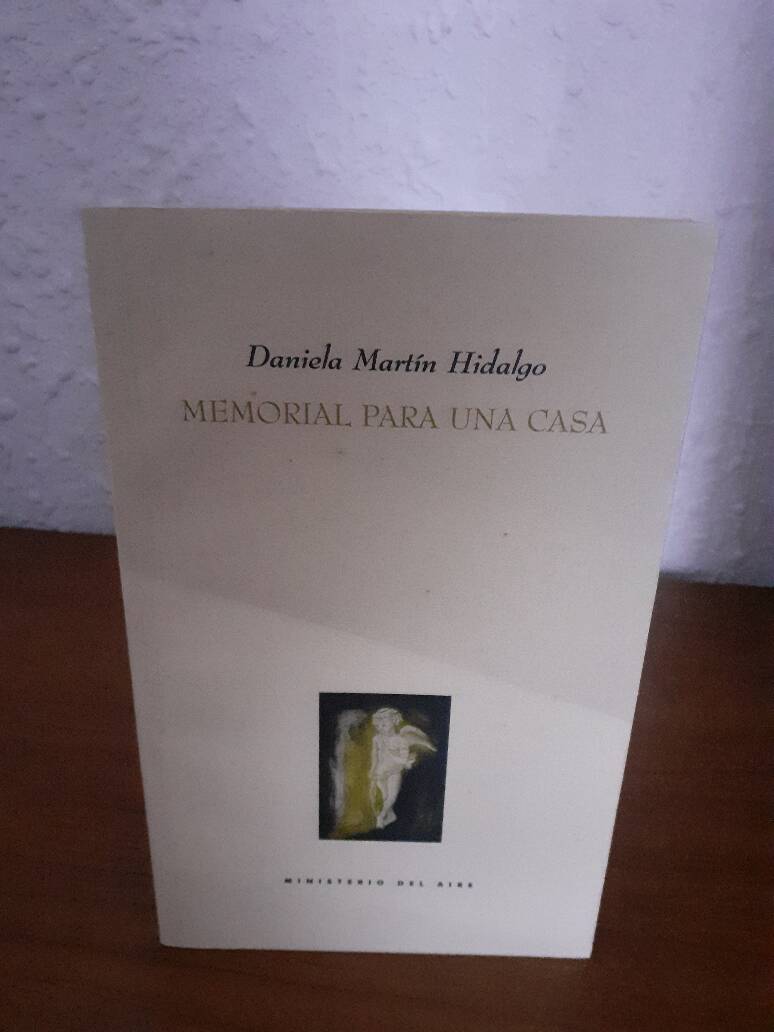 Daniela Martín Hidalgo
MEMORIAL PARA UNA CASA
MINISTERIO DEL AIRE